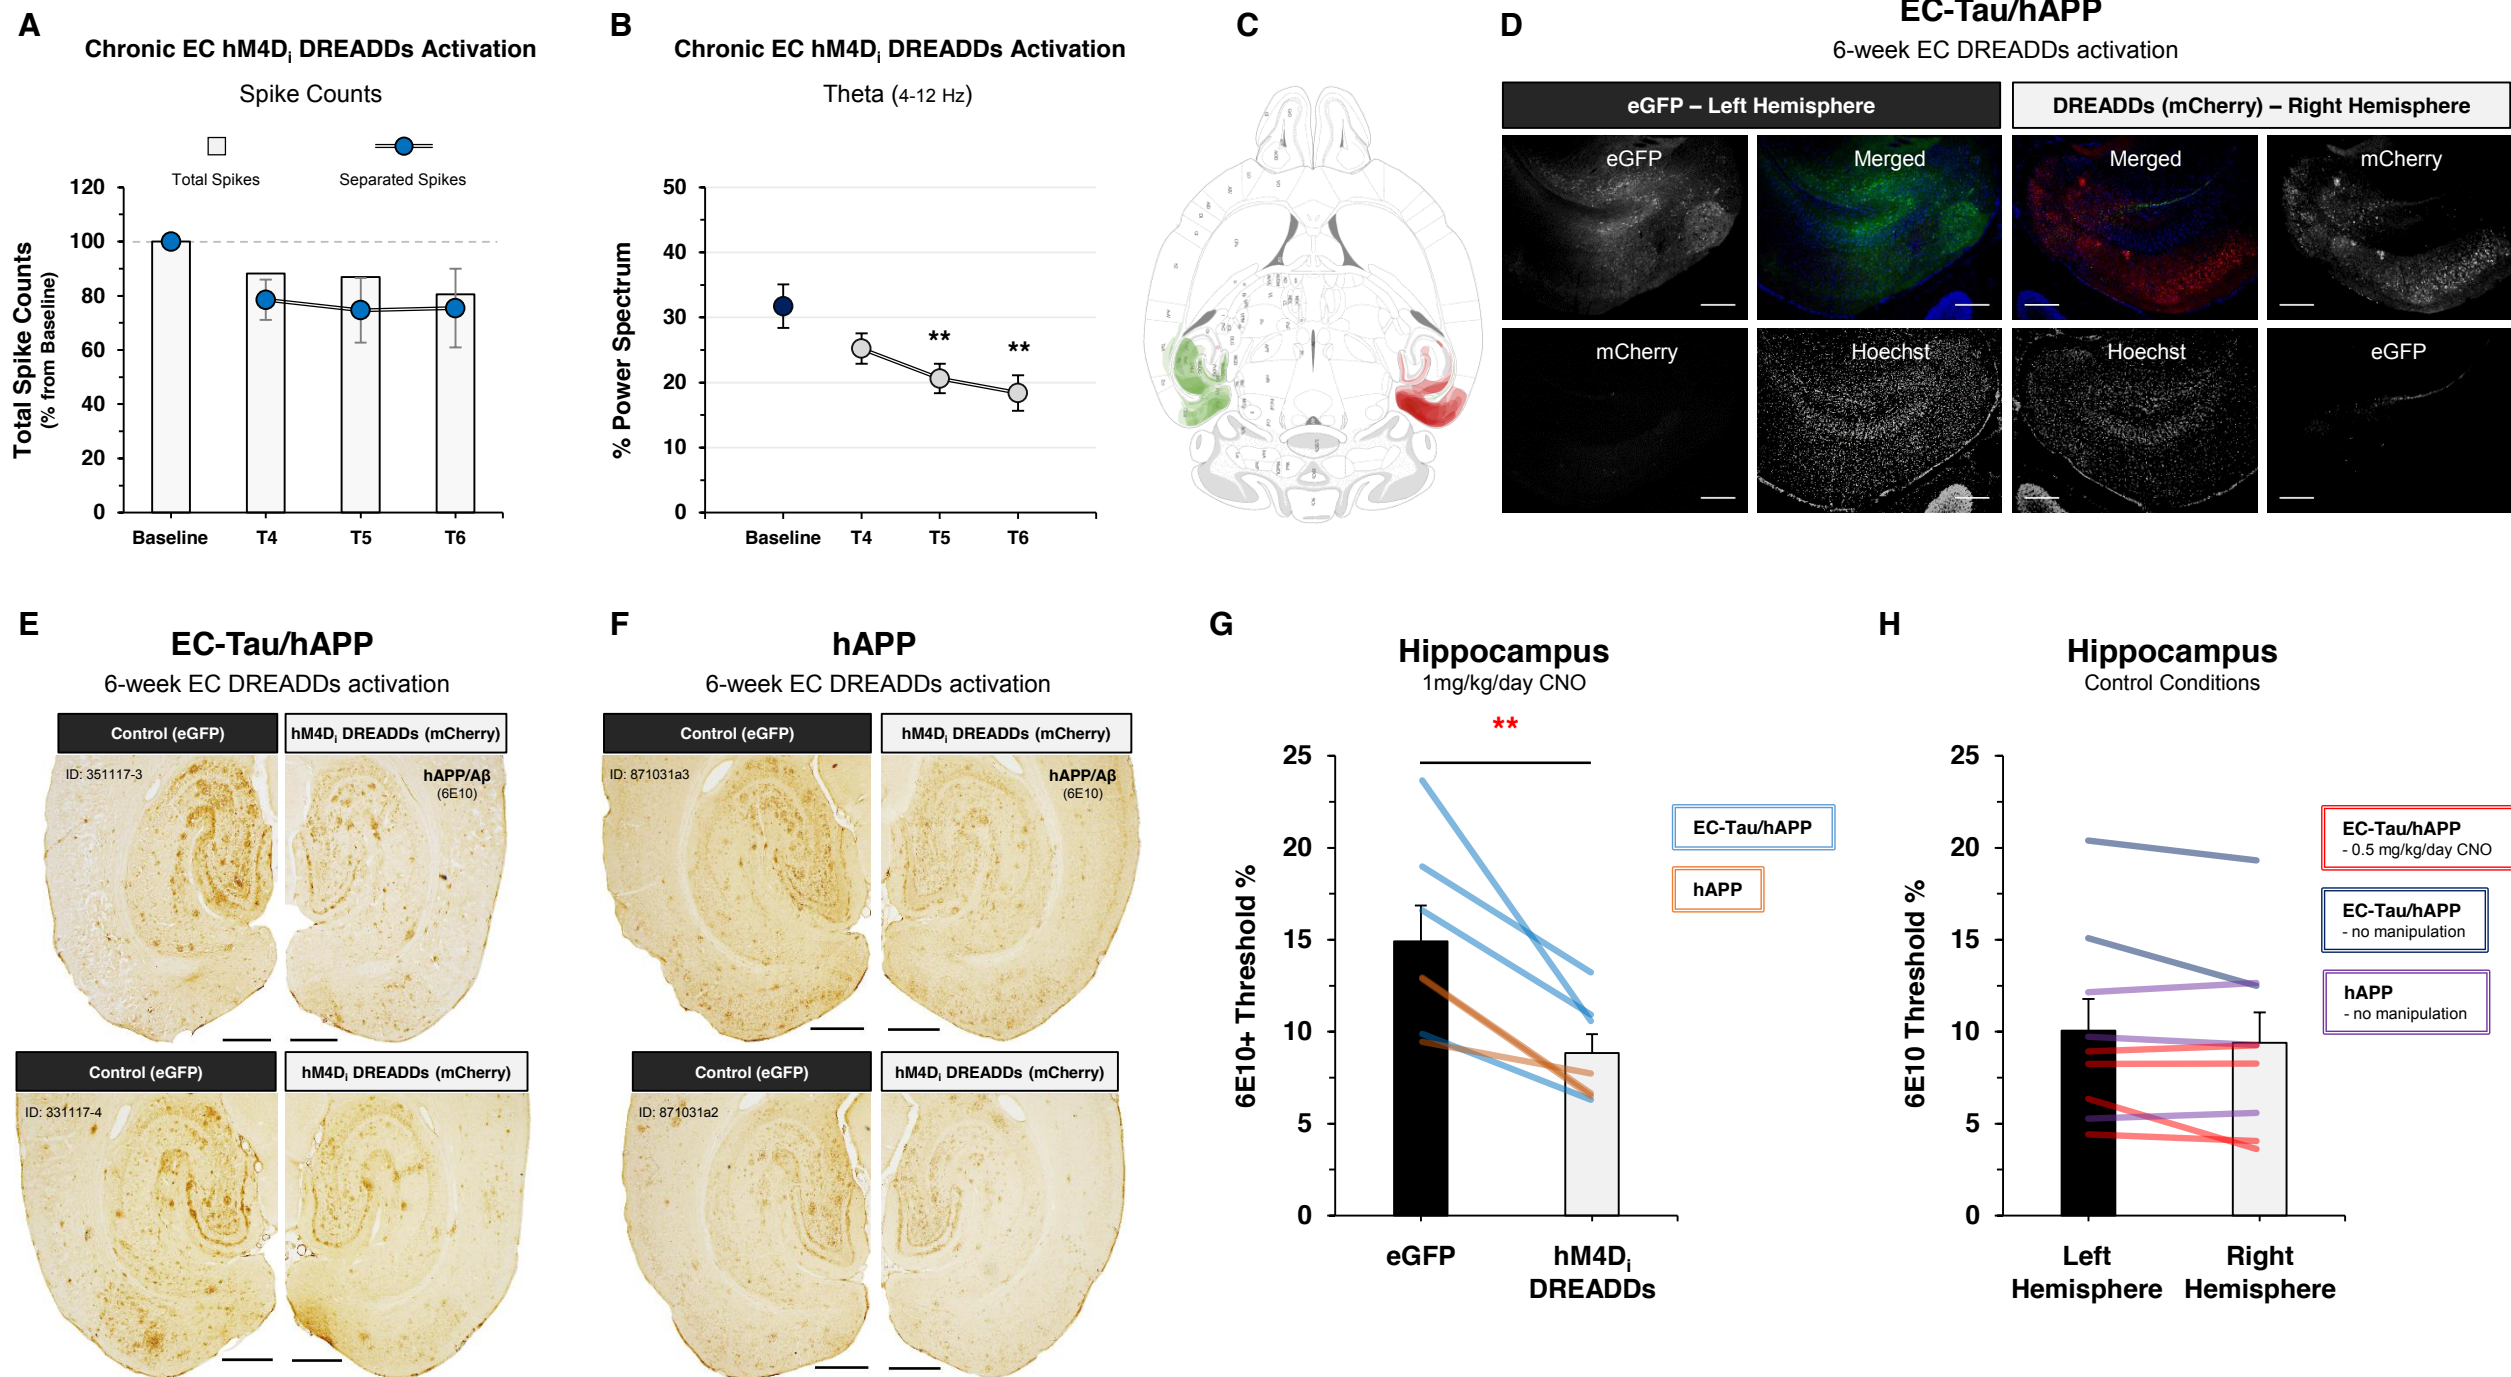 A
Chronic EC hM4Di DREADDs Activation
Spike Counts
Total Spikes
Separated Spikes
Total Spike Counts
(% from Baseline)
120
100
80
60
40
20
0
Baseline T4 T5 T6
B
Chronic EC hM4Di DREADDs Activation
Theta (4-12 Hz)
% Power Spectrum
50
40
30
20
10
0
** **
Baseline T4 T5 T6
C
D
EC-Tau/hAPP
6-week EC DREADDs activation
eGFP – Left Hemisphere
DREADDs (mCherry) – Right Hemisphere
eGFP
Merged
Merged
mCherry
mCherry
Hoechst
Hoechst
eGFP
E
EC-Tau/hAPP
6-week EC DREADDs activation
Control (eGFP)
hM4Di DREADDs (mCherry)
ID: 351117-3
hAPP/Aβ
(6E10)
Control (eGFP)
hM4Di DREADDs (mCherry)
ID: 331117-4
F
hAPP
6-week EC DREADDs activation
Control (eGFP)
hM4Di DREADDs (mCherry)
ID: 871031a3
hAPP/Aβ
(6E10)
Control (eGFP)
hM4Di DREADDs (mCherry)
ID: 871031a2
G
Hippocampus
1mg/kg/day CNO
**
6E10+ Threshold %
25
20
15
10
5
0
eGFP
hM4Di
DREADDs
EC-Tau/hAPP
hAPP
H
Hippocampus
Control Conditions
6E10 Threshold %
25
20
15
10
5
0
Left
Hemisphere
Right
Hemisphere
EC-Tau/hAPP
- 0.5 mg/kg/day CNO
EC-Tau/hAPP
- no manipulation
hAPP
- no manipulation